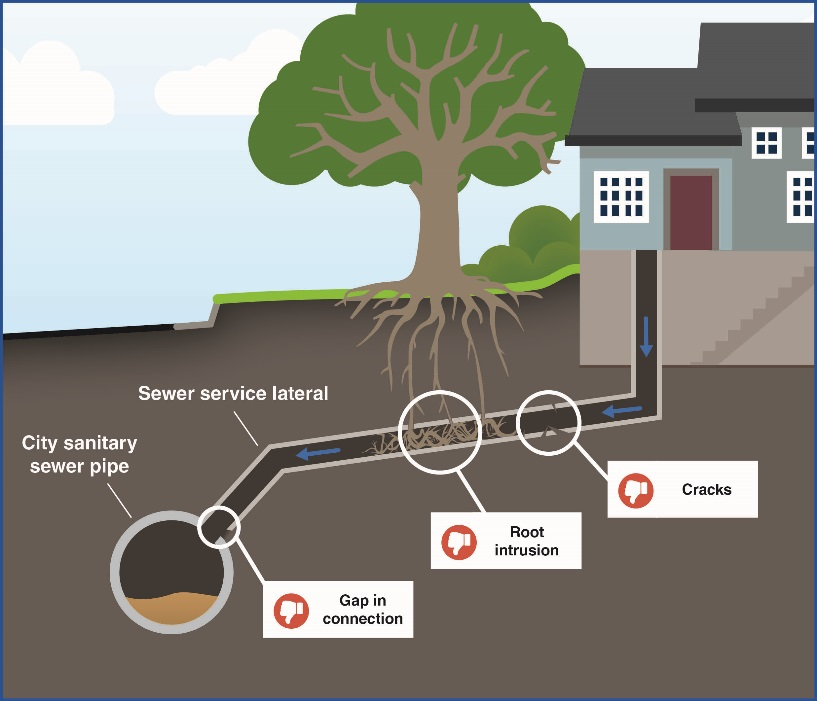 Sewer service lateral
City sanitary
sewer pipe
Cracks
Root
intrusion
Gap in
connection